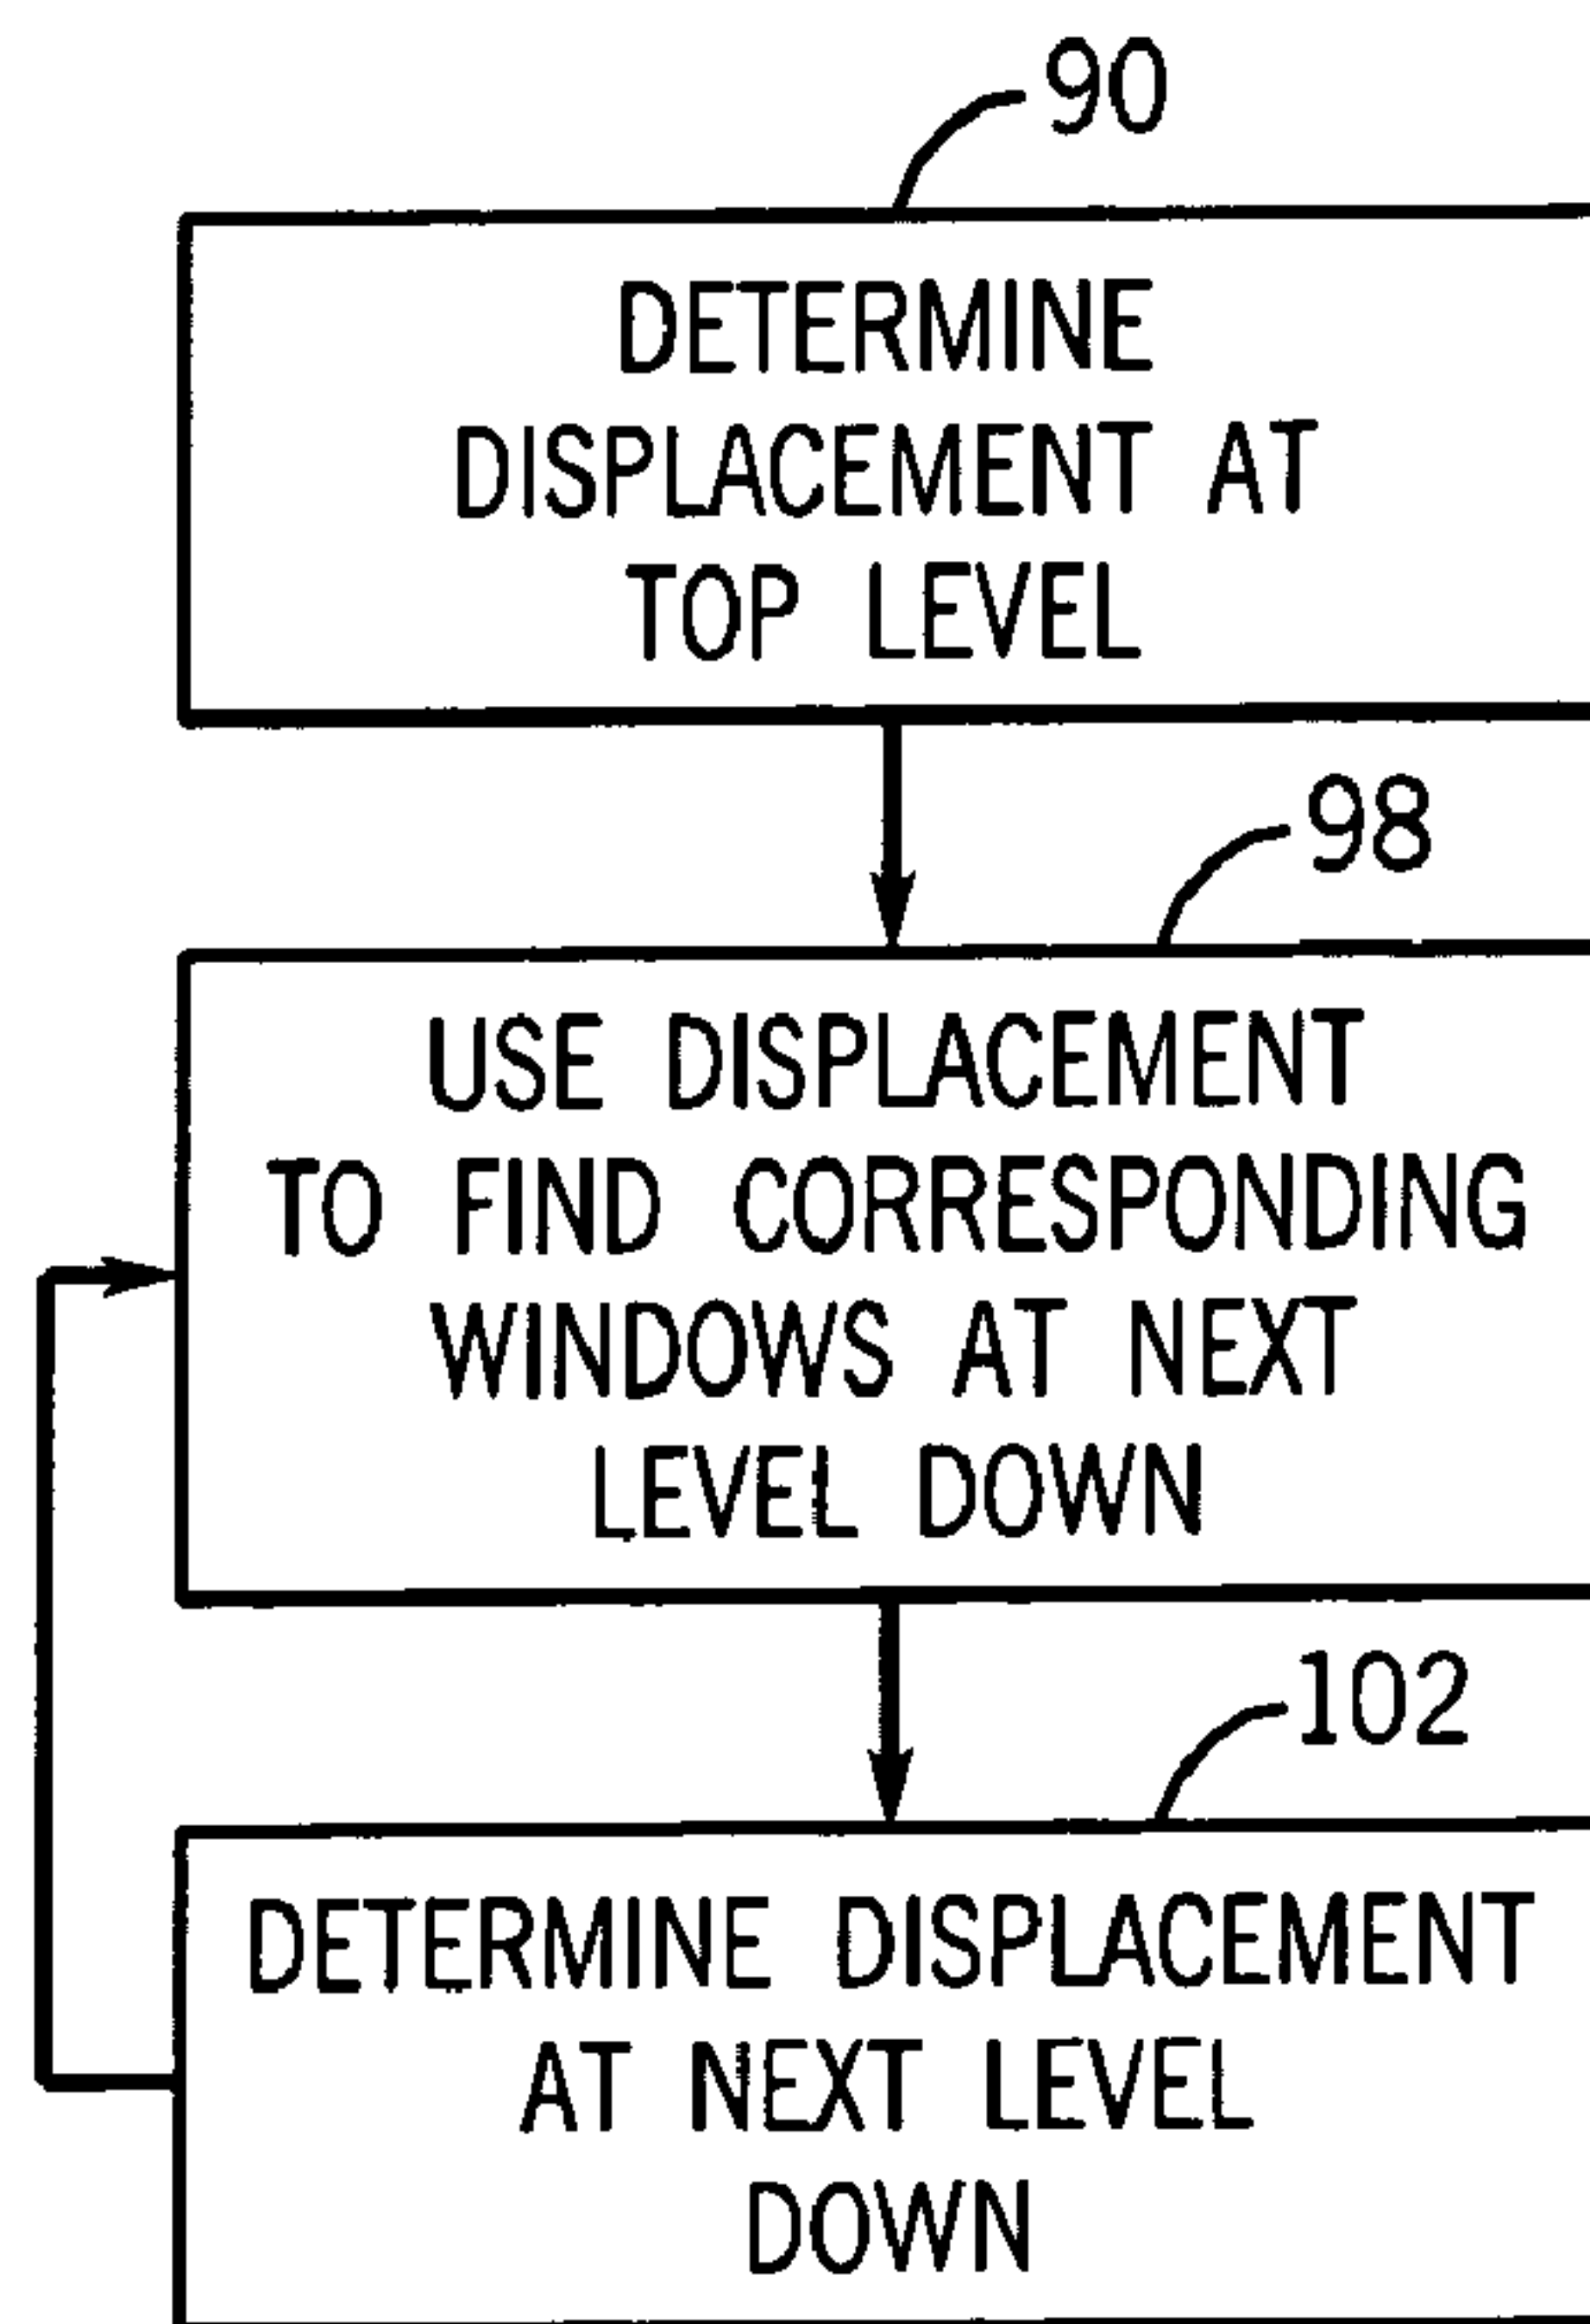 90
DETERMINE
DISPLACEMENT AT
TOP LEVEL
98
USE DISPLACEMENT
TO FIND CORRESPONDING
WINDOWS AT NEXT
LEVEL DOWN
102
DETERMINE DISPLACEMENT
AT NEXT LEVEL
DOWN